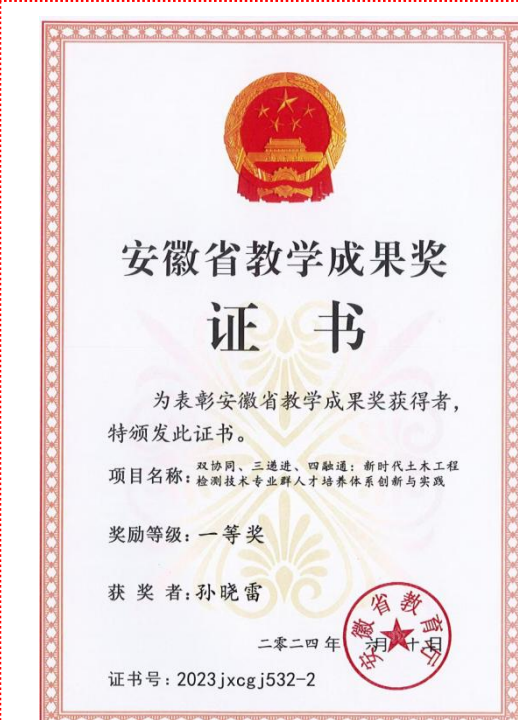 安徽省教学成果奖
证 书
为表彰安徽省教学成果奖获得者，
特颁发此证书。
项目名称：双协同、三递进、四融通：新时代土木工程
检测技术专业群人才培养体系创新与实践
奖励等级：一等奖
获 奖 者：孙晓雷
二零二四年 六月十日
安徽省教育厅
证书号：2023jxcgj532-2